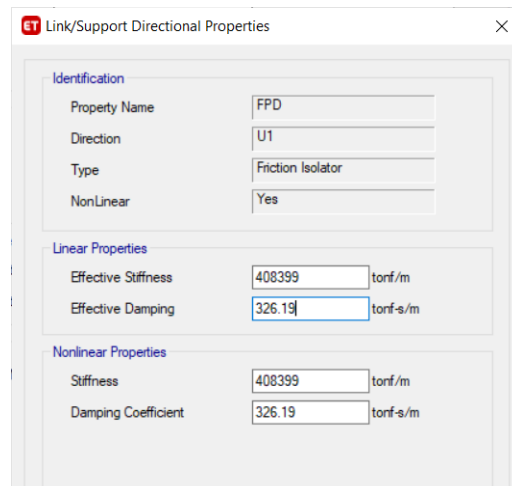 ET Link/Support Directional Properties
Identification
Property Name FPD
Direction U1
Type Friction Isolator
NonLinear Yes
Linear Properties
Effective Stiffness 408399 tonf/m
Effective Damping 326.19 tonf-s/m
Nonlinear Properties
Stiffness 408399 tonf/m
Damping Coefficient 326.19 tonf-s/m